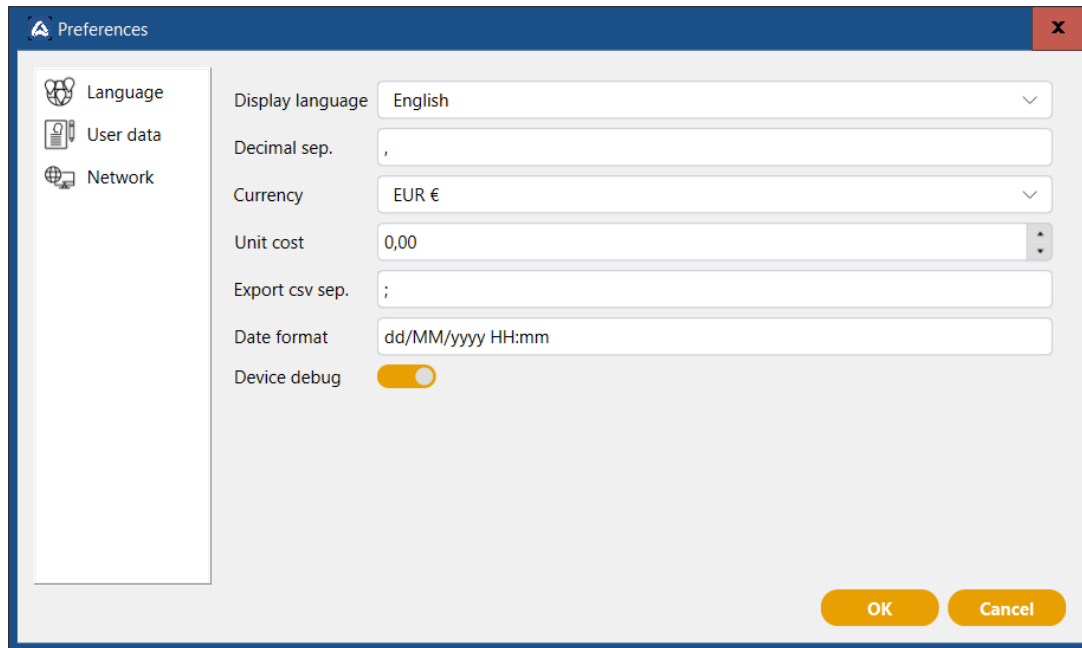 Preferences
x
Language
User data
Network
Display language English
Decimal sep. ,
Currency EUR €
Unit cost 0,00
Export csv sep. ;
Date format dd/MM/yyyy HH:mm
Device debug
OK Cancel